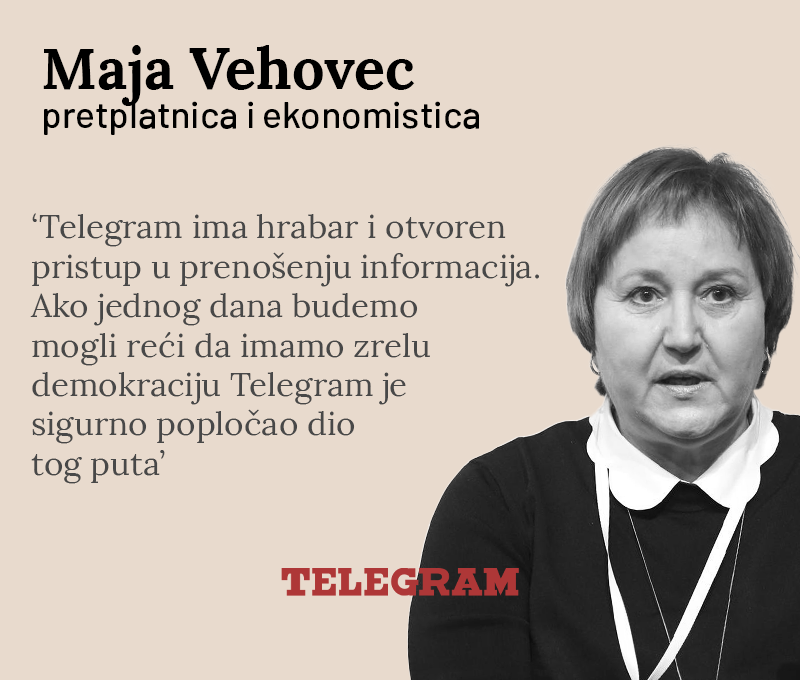 Maja Vehovec
pretplatnica i ekonomistica
‘Telegram ima hrabar i otvoren
pristup u prenošenju informacija.
Ako jednog dana budemo
mogli reći da imamo zrelu
demokraciju Telegram je
sigurno popločao dio
tog puta’
TELEGRAM